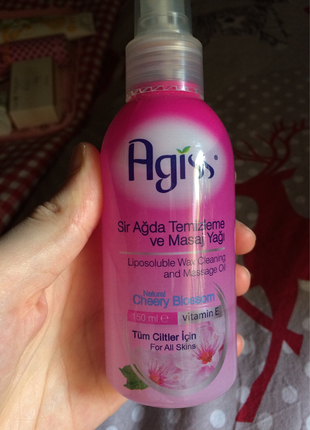 Agiss®
Sir Ağda Temizleme
ve Masaj Yağı
Liposoluble Wax Cleaning
and Massage Oil
Natural
Cheery Blossom
150 ml e vitamin E
Tüm Ciltler İçin
For All Skins